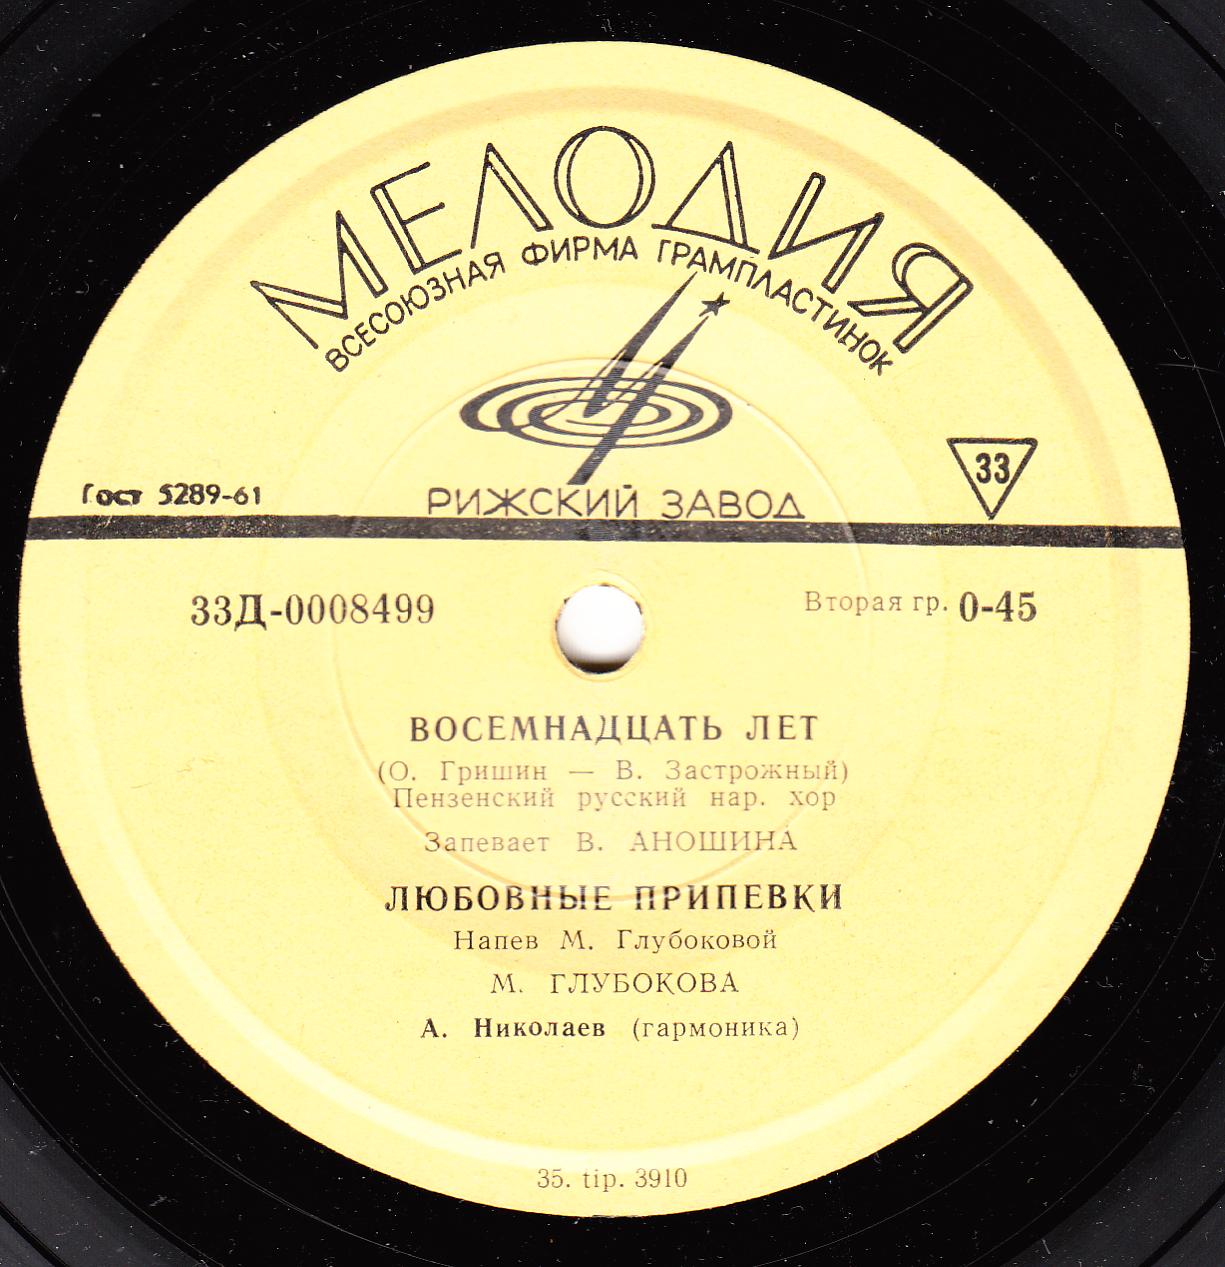 МЕЛОДИЯ
ВСЕСОЮЗНАЯ ФИРМА ГРАМПЛАСТИНОК
33
Гост 5289-61
РИЖСКИЙ ЗАВОД
33Д-0008499
Вторая гр. 0-45
ВОСЕМНАДЦАТЬ ЛЕТ
(О. Гришин — В. Застрожный)
Пензенский русский нар. хор
Запевает В. АНОШИНА
ЛЮБОВНЫЕ ПРИПЕВКИ
Напев М. Глубоковой
М. ГЛУБОКОВА
А. Николаев (гармоника)
35. tip. 3910